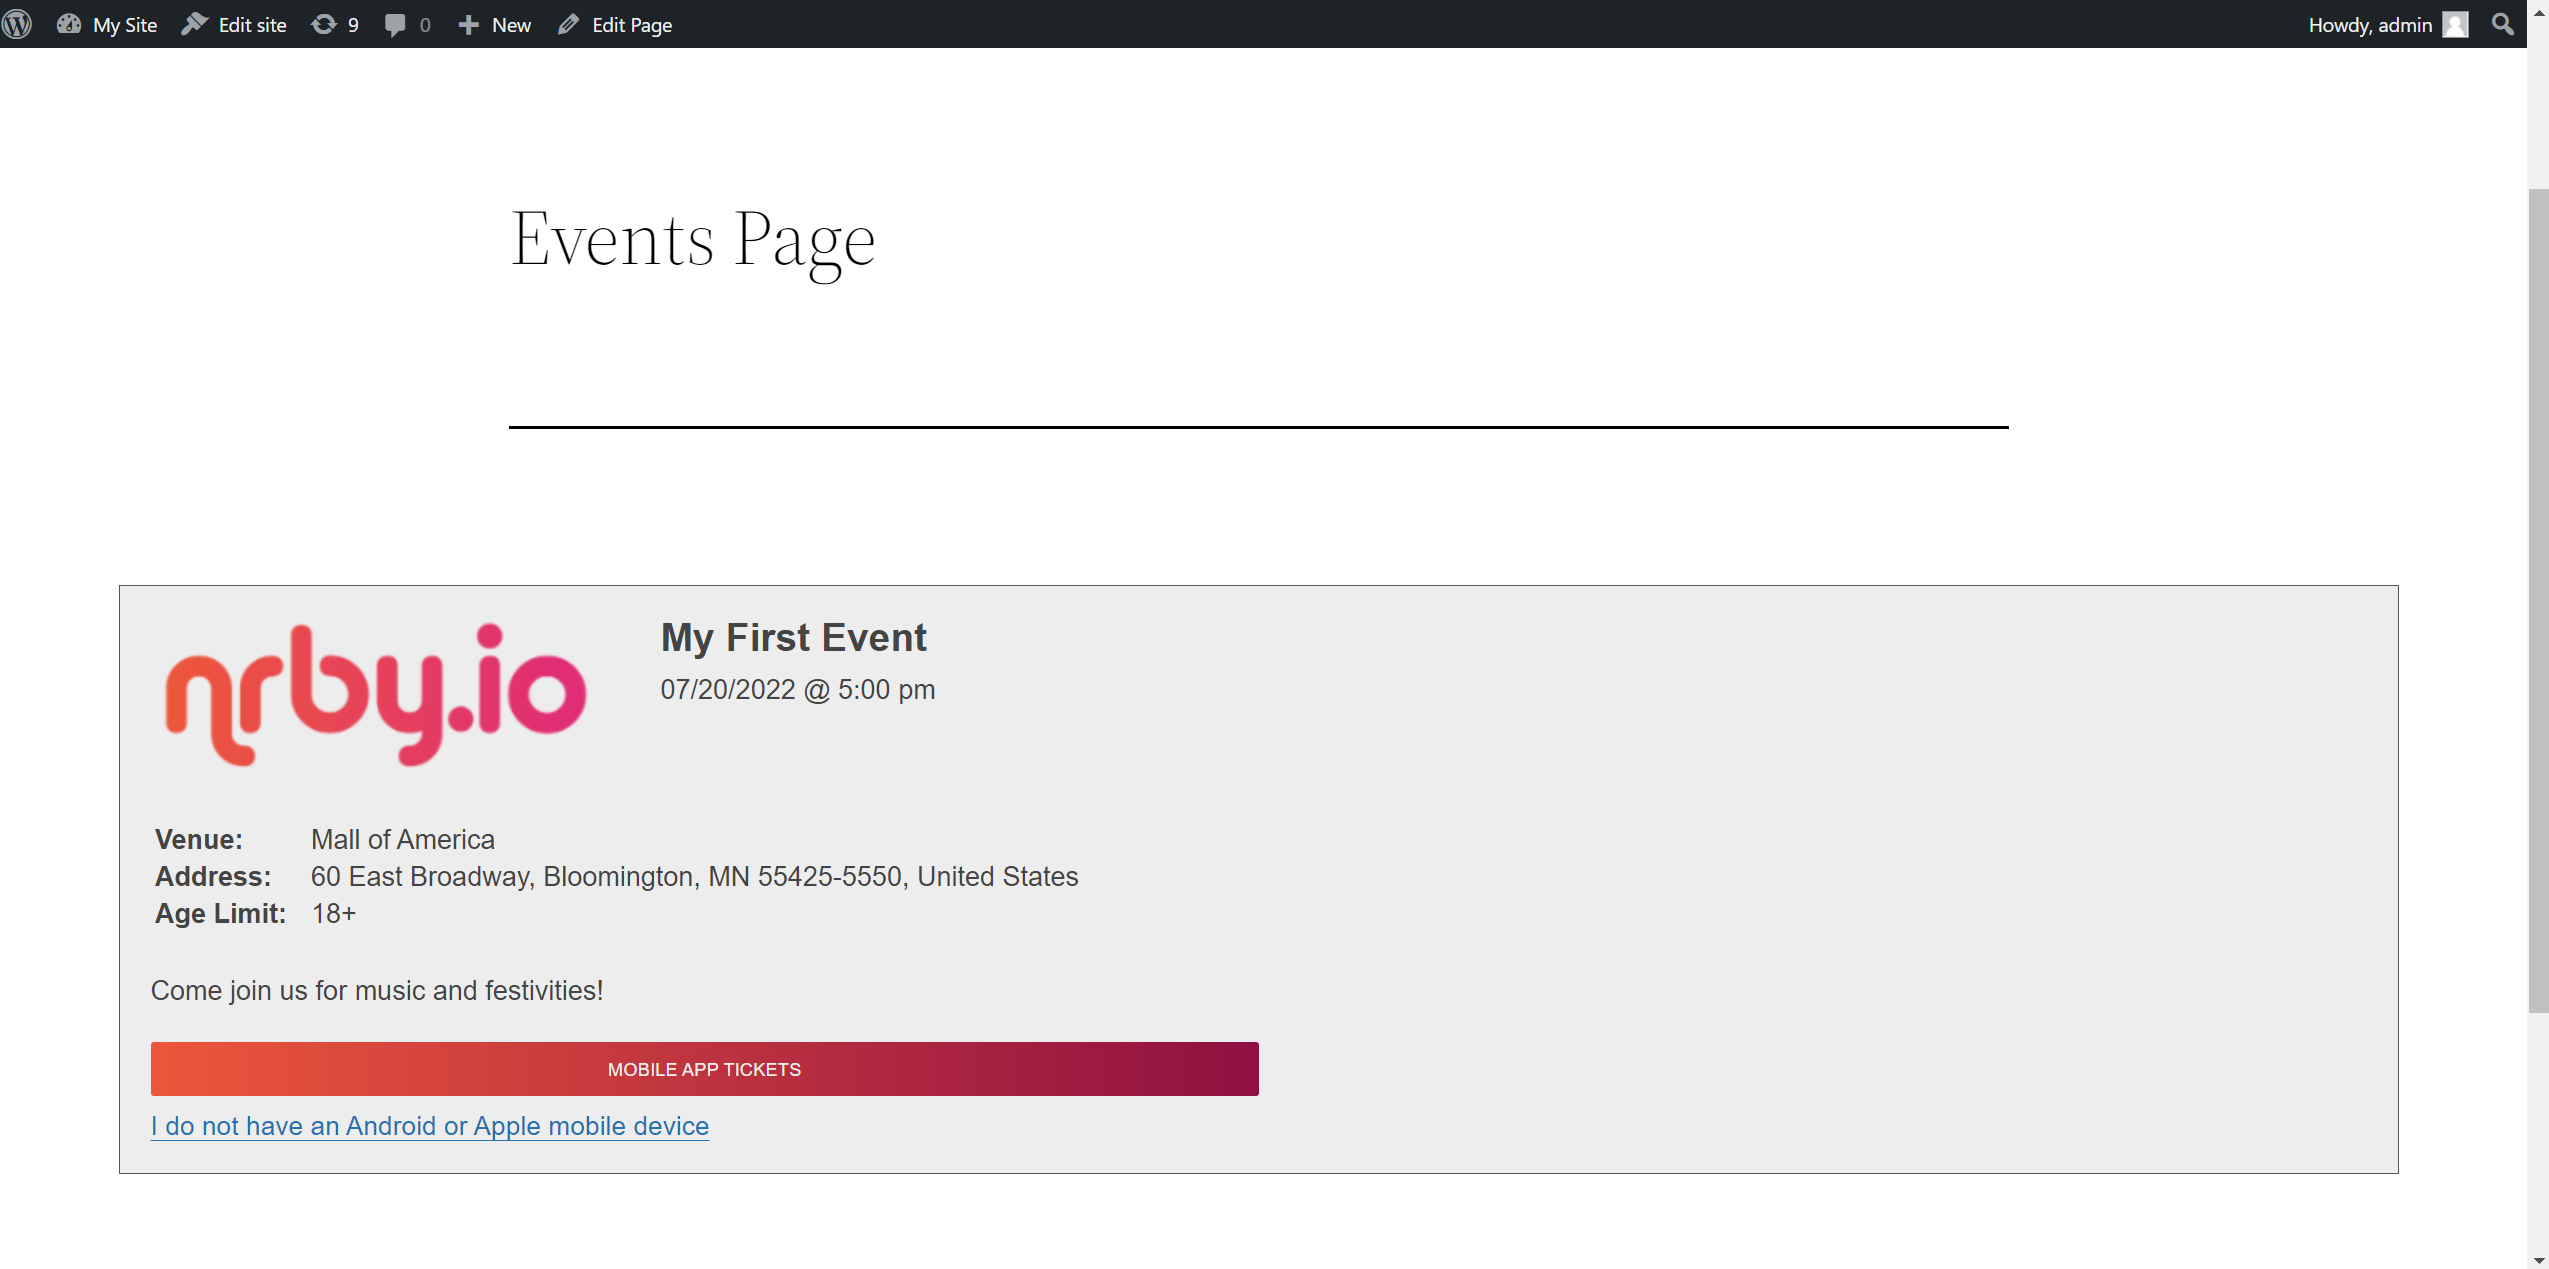 My Site Edit site 9 0 New Edit Page Howdy, admin
Events Page
nrby.io
My First Event
07/20/2022 @ 5:00 pm
Venue: Mall of America
Address: 60 East Broadway, Bloomington, MN 55425-5550, United States
Age Limit: 18+
Come join us for music and festivities!
MOBILE APP TICKETS
I do not have an Android or Apple mobile device